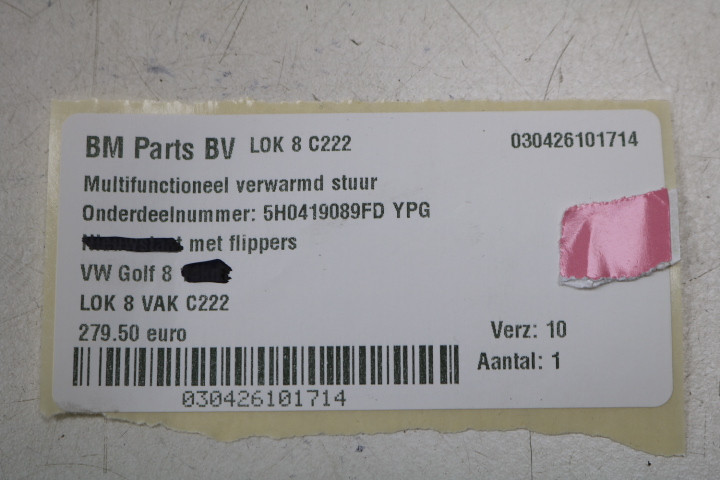 BM Parts BV LOK 8 C222 030426101714
Multifunctioneel verwarmd stuur
Onderdeelnummer: 5H0419089FD YPG
met flippers
VW Golf 8
LOK 8 VAK C222
279.50 euro Verz: 10
Aantal: 1
030426101714